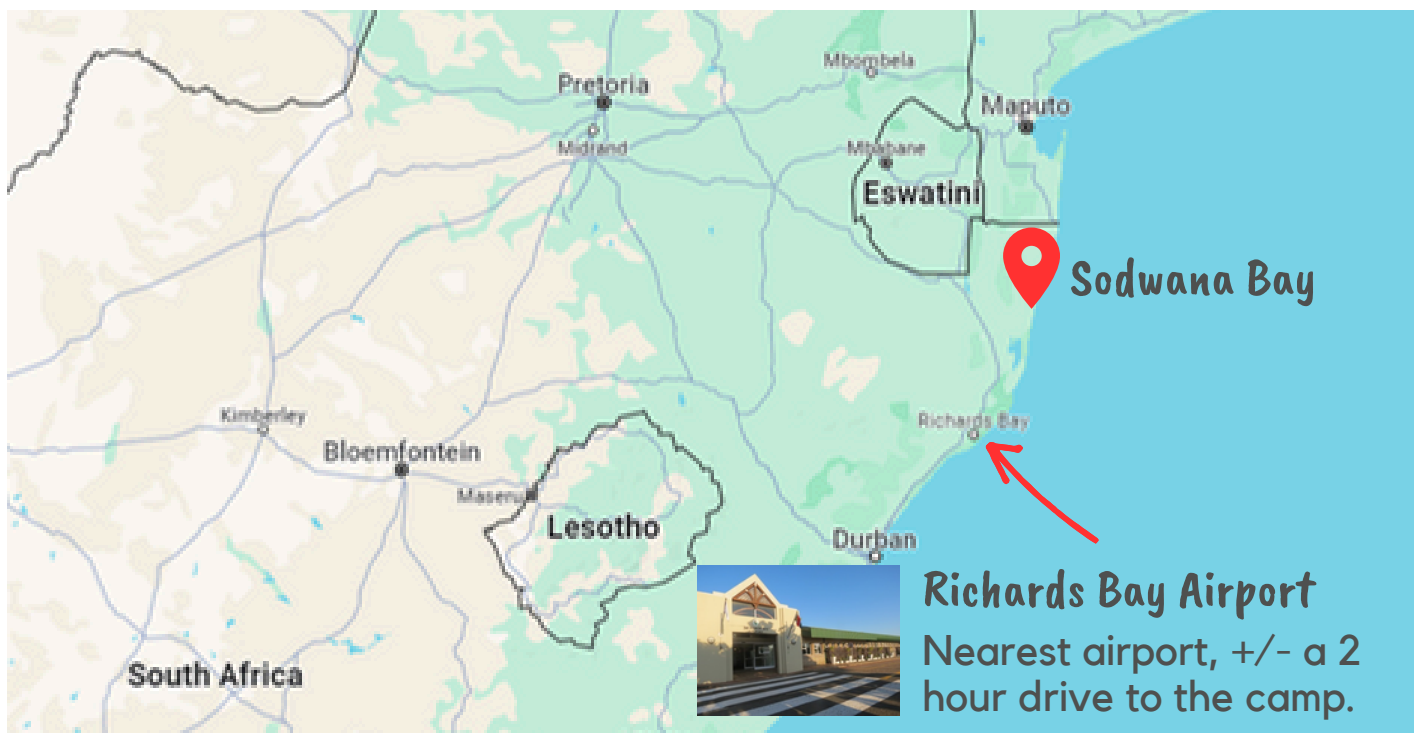 Mbombela
Pretoria
Maputo
Midrand
Mbabane
Eswatini
Sodwana Bay
Kimberley
Richards Bay
Bloemfontein
Maseru
Lesotho
Durban
Richards Bay Airport
Nearest airport, +/- a 2
hour drive to the camp.
South Africa